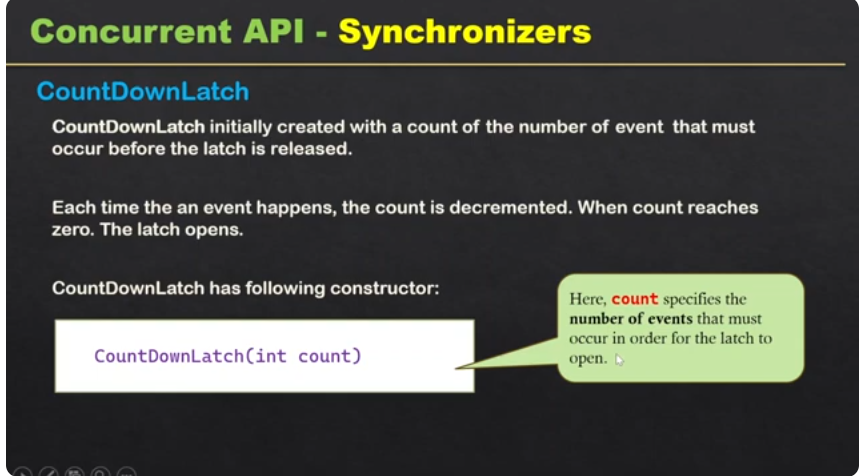 Concurrent API - Synchronizers
CountDownLatch
CountDownLatch initially created with a count of the number of event that must
occur before the latch is released.
Each time the an event happens, the count is decremented. When count reaches
zero. The latch opens.
CountDownLatch has following constructor:
CountDownLatch(int count)
Here, count specifies the
number of events that must
occur in order for the latch to
open.